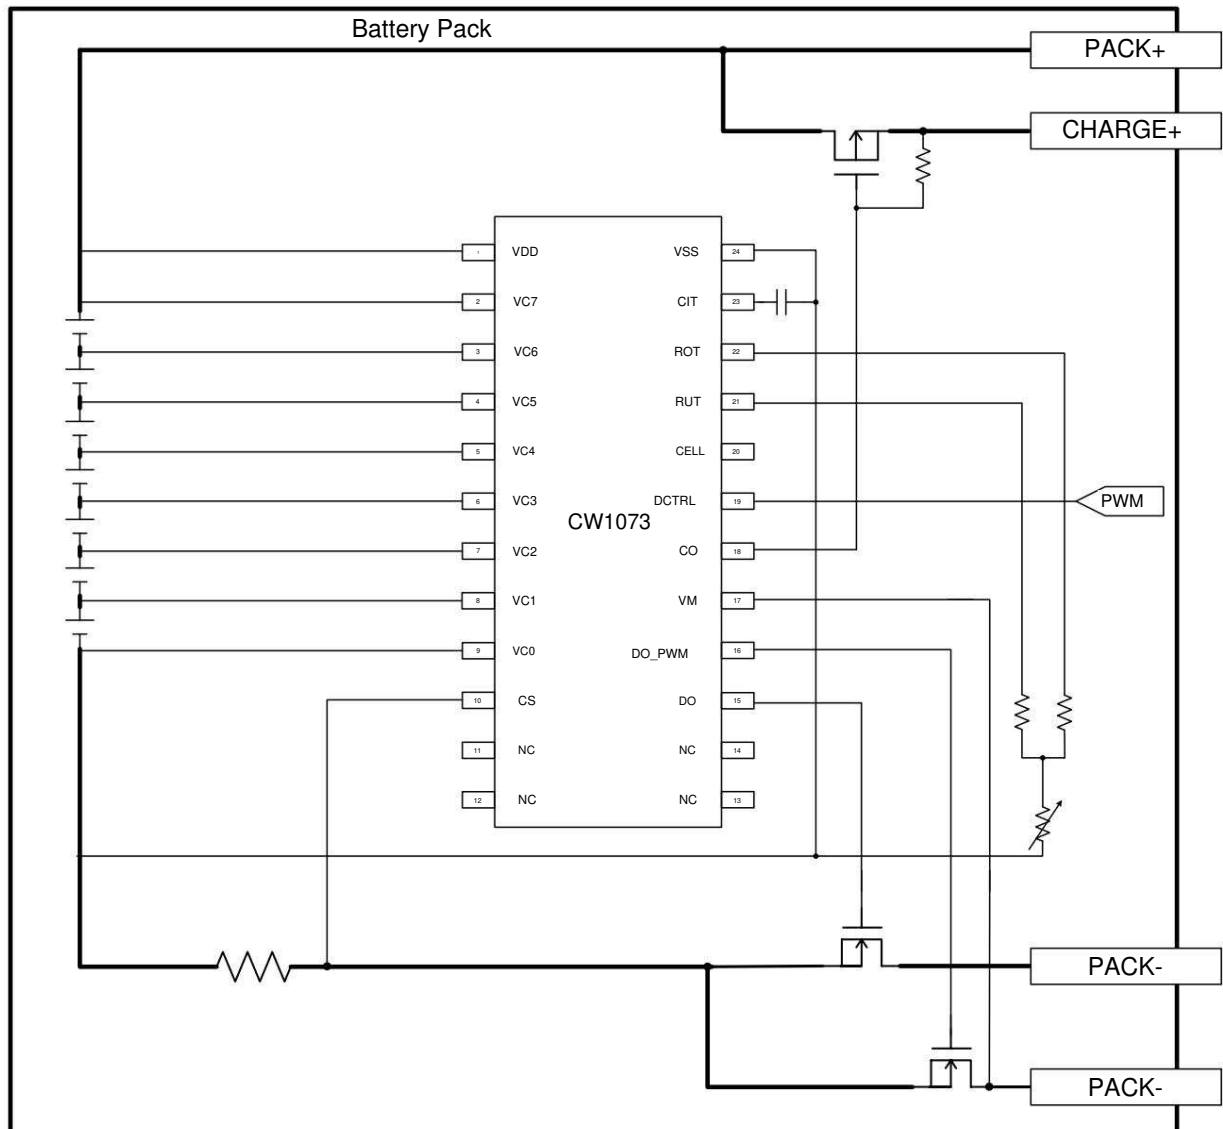 Battery Pack
PACK+
CHARGE+
1 VDD VSS 24
2 VC7 CIT 23
3 VC6 ROT 22
4 VC5 RUT 21
5 VC4 CELL 20
6 VC3 DCTRL 19 PWM
CW1073
7 VC2 CO 18
8 VC1 VM 17
9 VC0 DO_PWM 16
10 CS DO 15
11 NC NC 14
12 NC NC 13
PACK-
PACK-